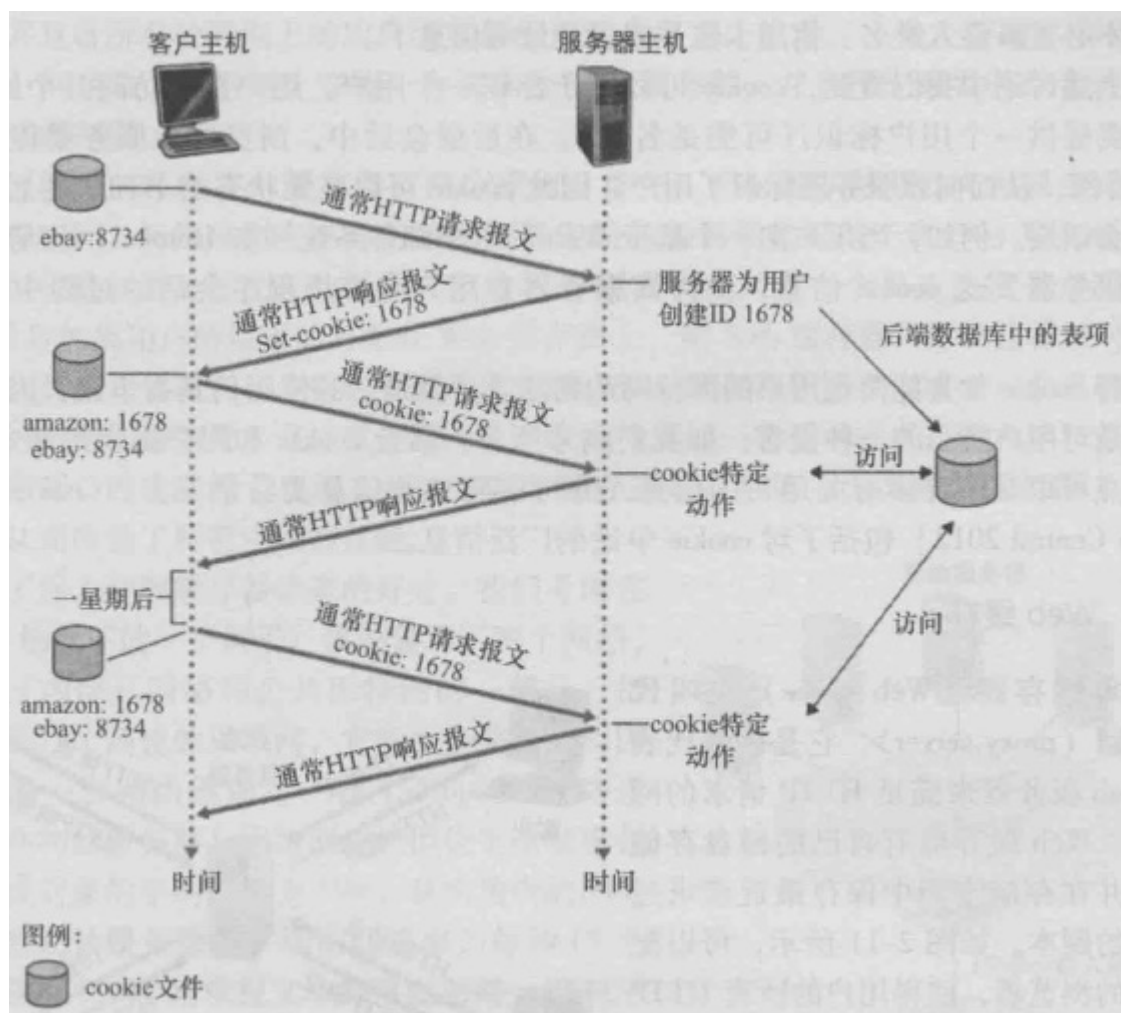 客户主机
服务器主机
ebay:8734
通常HTTP请求报文
服务器为用户
创建ID 1678
后端数据库中的表项
通常HTTP响应报文
Set-cookie: 1678
amazon: 1678
ebay: 8734
通常HTTP请求报文
cookie: 1678
cookie特定
动作
访问
通常HTTP响应报文
一星期后
访问
amazon: 1678
ebay: 8734
通常HTTP请求报文
cookie: 1678
cookie特定
动作
通常HTTP响应报文
时间
时间
图例:
cookie文件